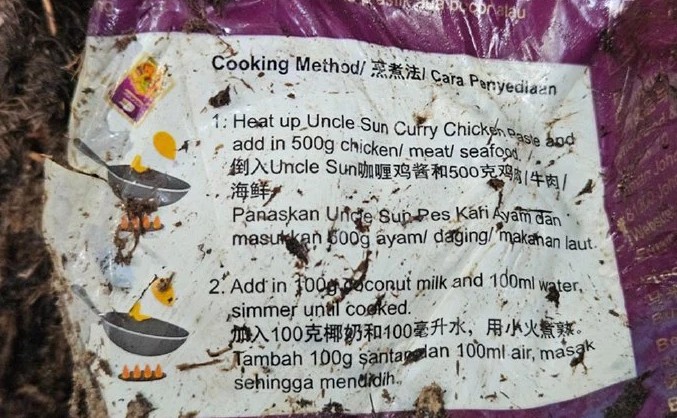 Cooking Method/ 烹煮法/ Cara Penyediaan
1: Heat up Uncle Sun Curry Chicken Paste and
add in 500g chicken/ meat/ seafood.
倒入Uncle Sun咖喱鸡酱和500克鸡肉/牛肉/
海鲜
Panaskan Uncle Sun Pes Kari Ayam dan
masukkan 500g ayam/ daging/ makanan laut.
2. Add in 100g coconut milk and 100ml water,
simmer until cooked.
加入100克椰奶和100毫升水，用小火煮滚。
Tambah 100g santan dan 100ml air, masak
sehingga mendidih.